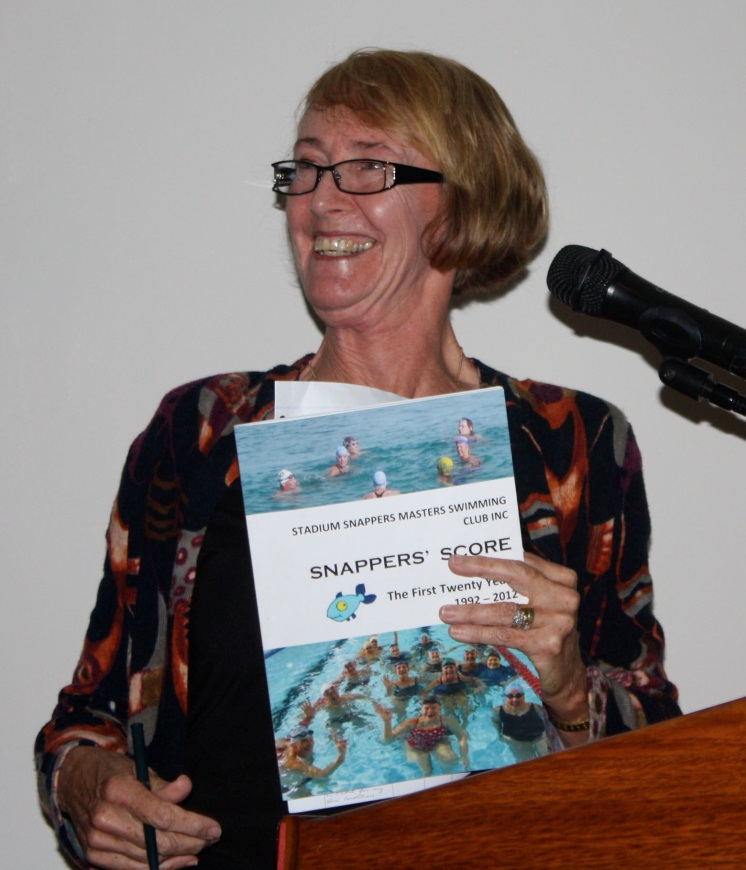 STADIUM SNAPPERS MASTERS SWIMMING
CLUB INC
SNAPPERS' SCORE
The First Twenty
1992 – 2012